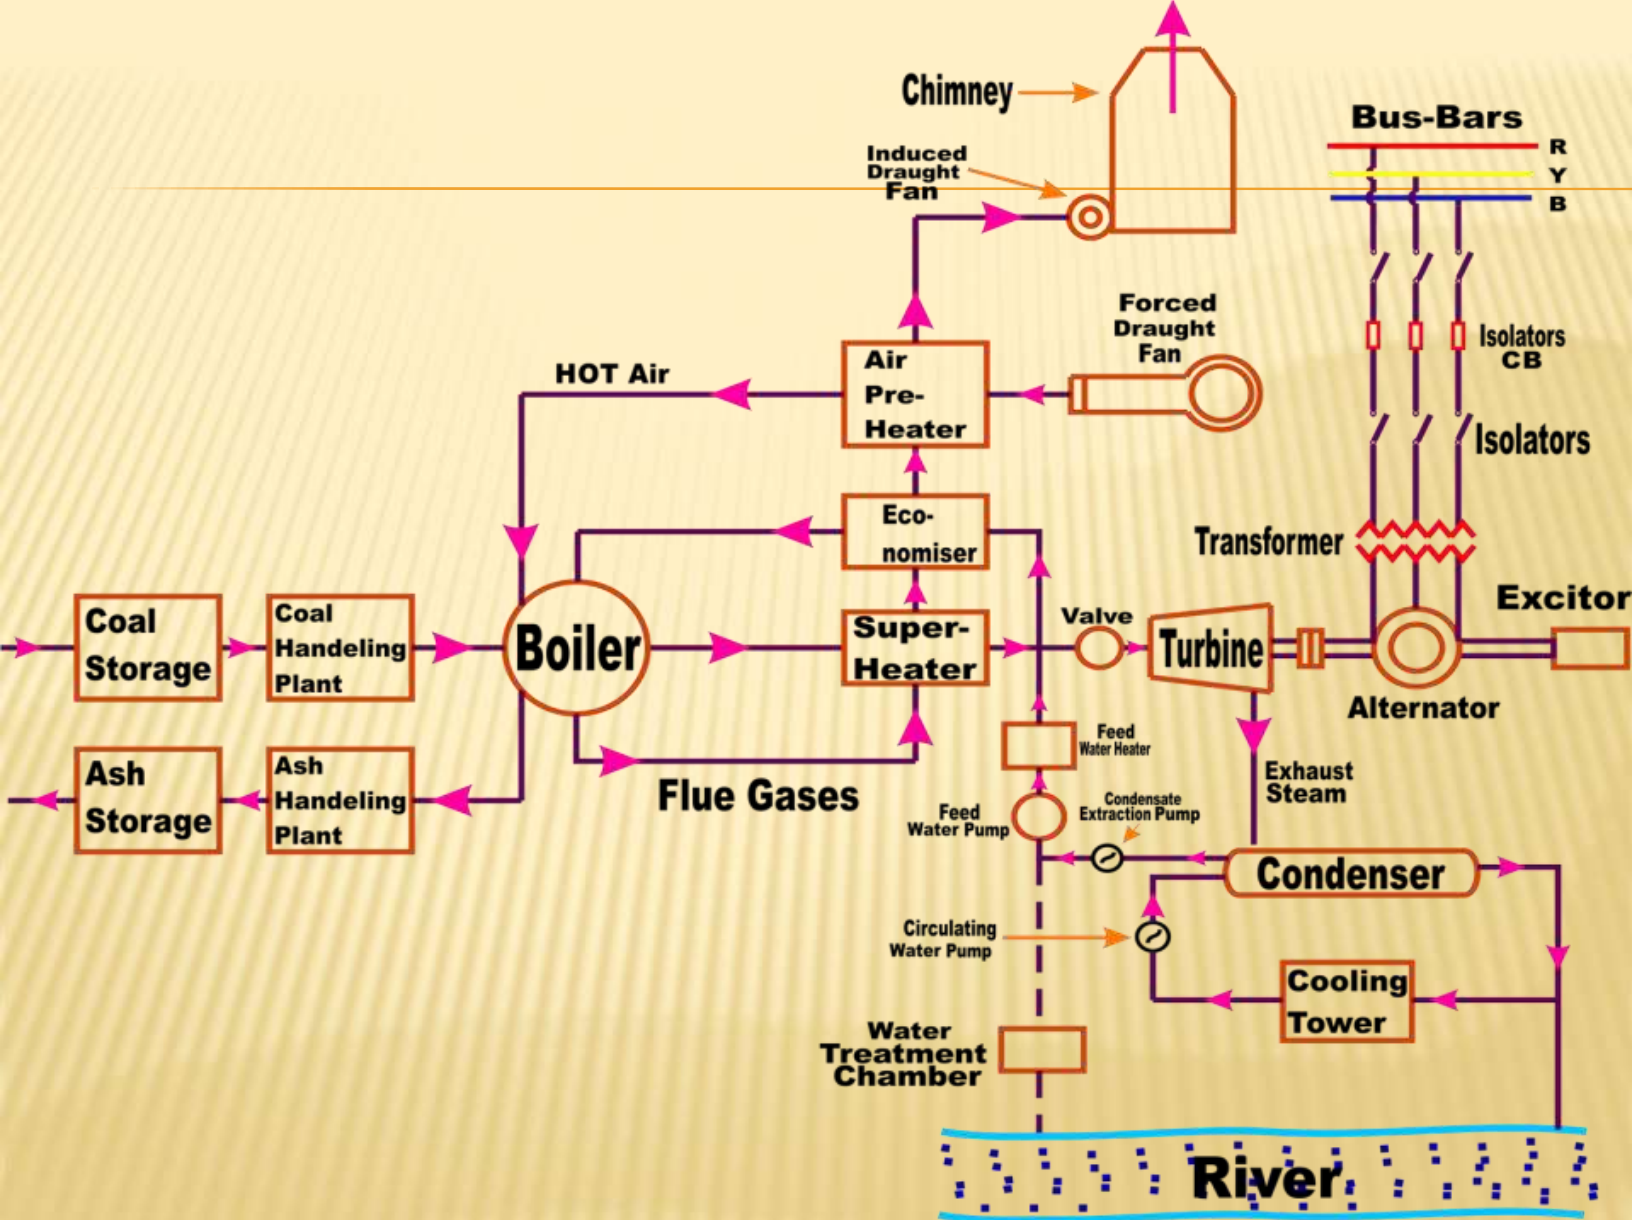 Chimney
Induced
Draught
Fan
Bus-Bars
R
Y
B
Forced
Draught
Fan
Isolators
CB
Air
Pre-
Heater
HOT Air
Isolators
Eco-
nomiser
Transformer
Coal
Storage
Coal
Handeling
Plant
Boiler
Super-
Heater
Valve
Turbine
Excitor
Alternator
Ash
Storage
Ash
Handeling
Plant
Flue Gases
Feed
Water Heater
Exhaust
Steam
Feed
Water Pump
Condensate
Extraction Pump
Condenser
Circulating
Water Pump
Cooling
Tower
Water
Treatment
Chamber
River